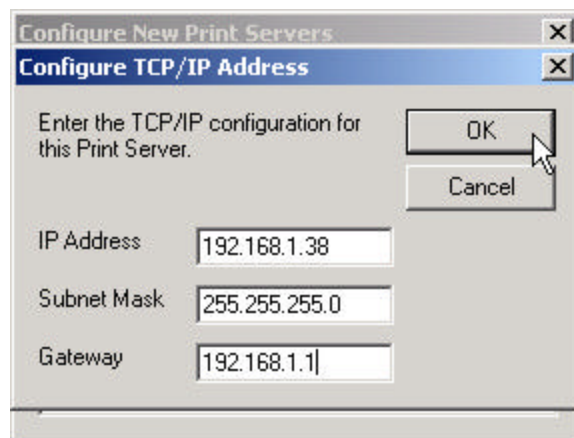 Configure New Print Servers
Configure TCP/IP Address
Enter the TCP/IP configuration for
this Print Server.
OK
Cancel
IP Address
192.168.1.38
Subnet Mask
255.255.255.0
Gateway
192.168.1.1